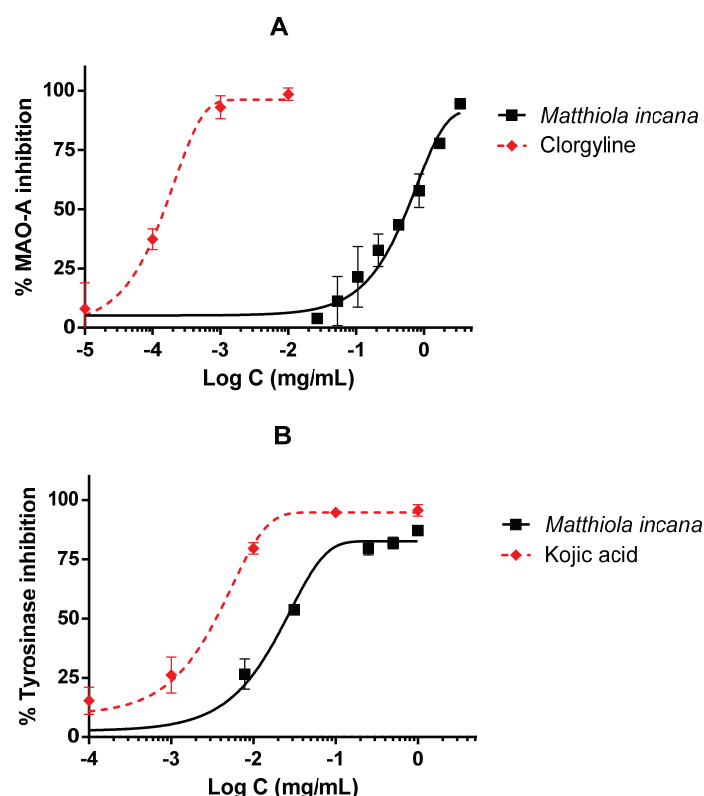 A
% MAO-A inhibition
100
75
50
25
0
-5 -4 -3 -2 -1 0
Log C (mg/mL)
Matthiola incana
Clorgyline
B
% Tyrosinase inhibition
100
75
50
25
0
-4 -3 -2 -1 0
Log C (mg/mL)
Matthiola incana
Kojic acid